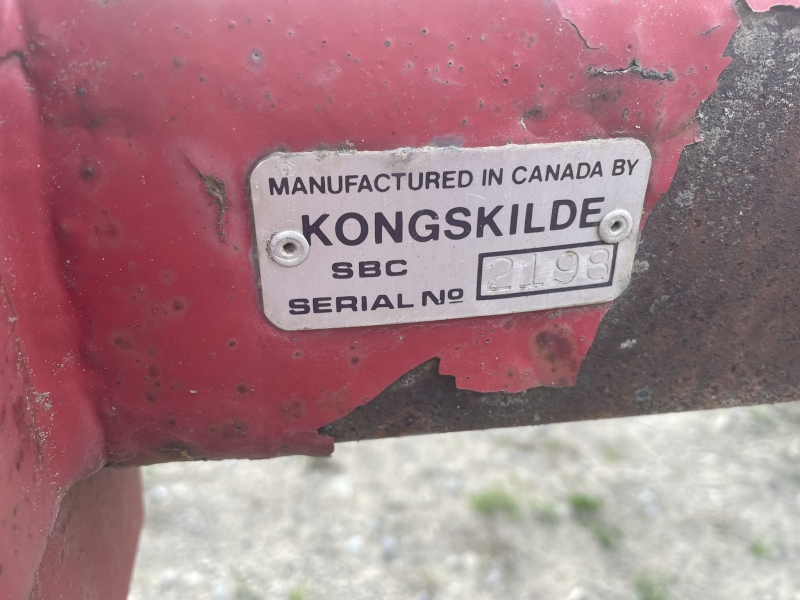 MANUFACTURED IN CANADA BY
KONGSKILDE
SBC
SERIAL Nº 2198